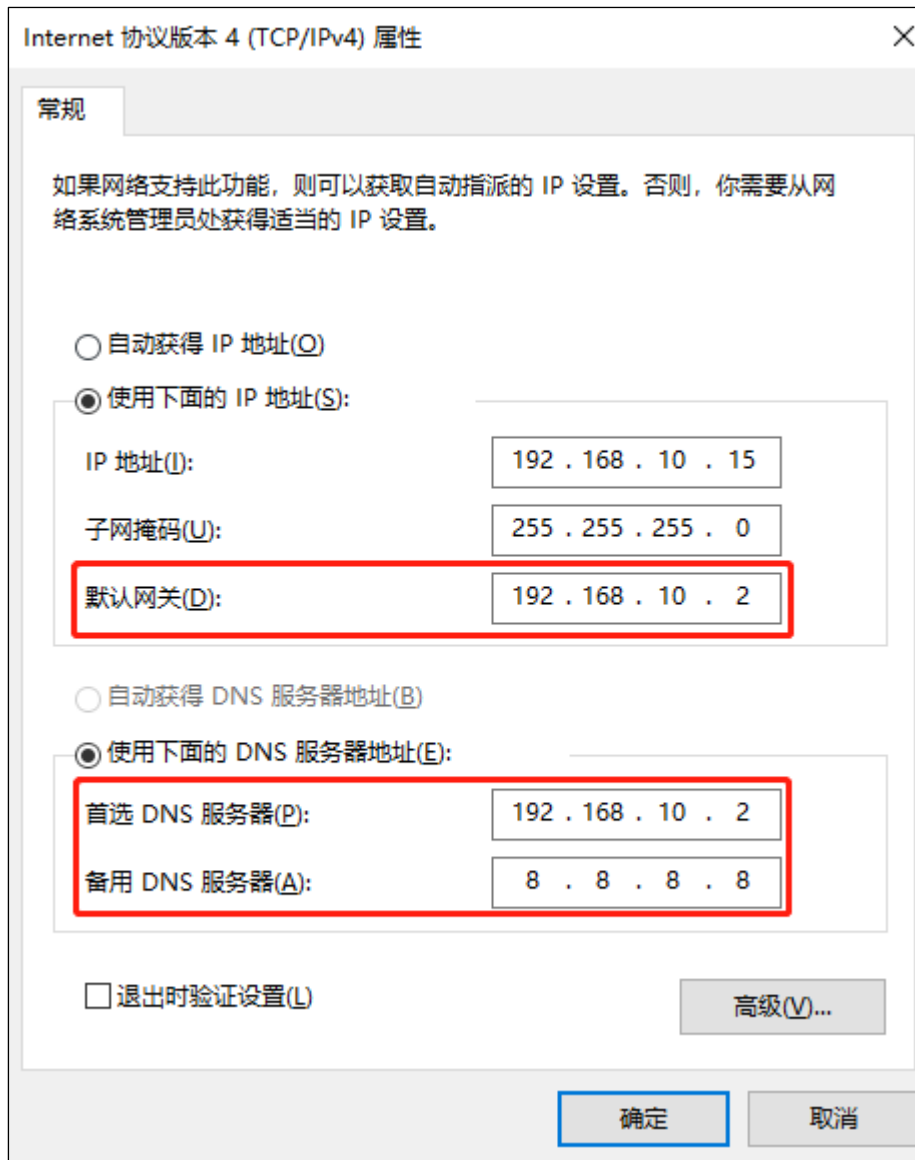 Internet 协议版本 4 (TCP/IPv4) 属性
常规
如果网络支持此功能，则可以获取自动指派的 IP 设置。否则，你需要从网
络系统管理员处获得适当的 IP 设置。
自动获得 IP 地址(O)
使用下面的 IP 地址(S):
IP 地址(I): 192 . 168 . 10 . 15
子网掩码(U): 255 . 255 . 255 . 0
默认网关(D): 192 . 168 . 10 . 2
自动获得 DNS 服务器地址(B)
使用下面的 DNS 服务器地址(E):
首选 DNS 服务器(P): 192 . 168 . 10 . 2
备用 DNS 服务器(A): 8 . 8 . 8 . 8
退出时验证设置(L)
高级(V)...
确定 取消